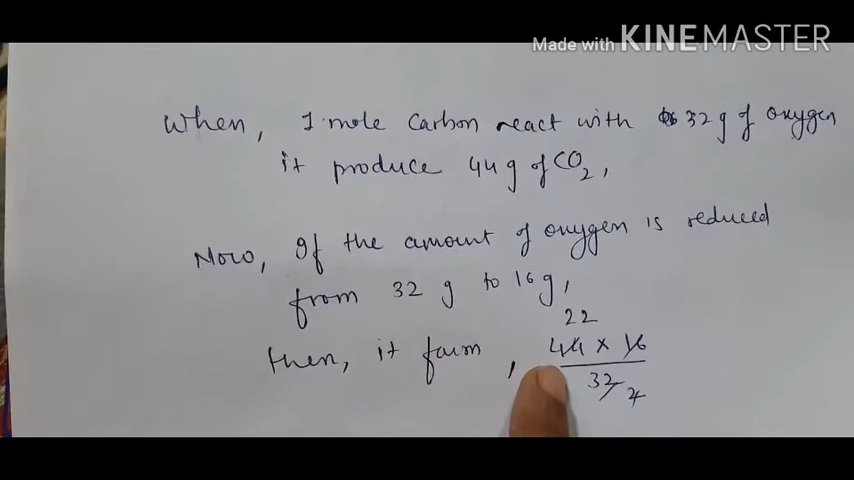 Made with KINEMASTER
When, 1 mole carbon react with 32 g of oxygen
it produce 44 g of CO2,
Now, If the amount of oxygen is reduced
from 32 g to 16 g,
22
then, it farm, 44 x 16
32 2